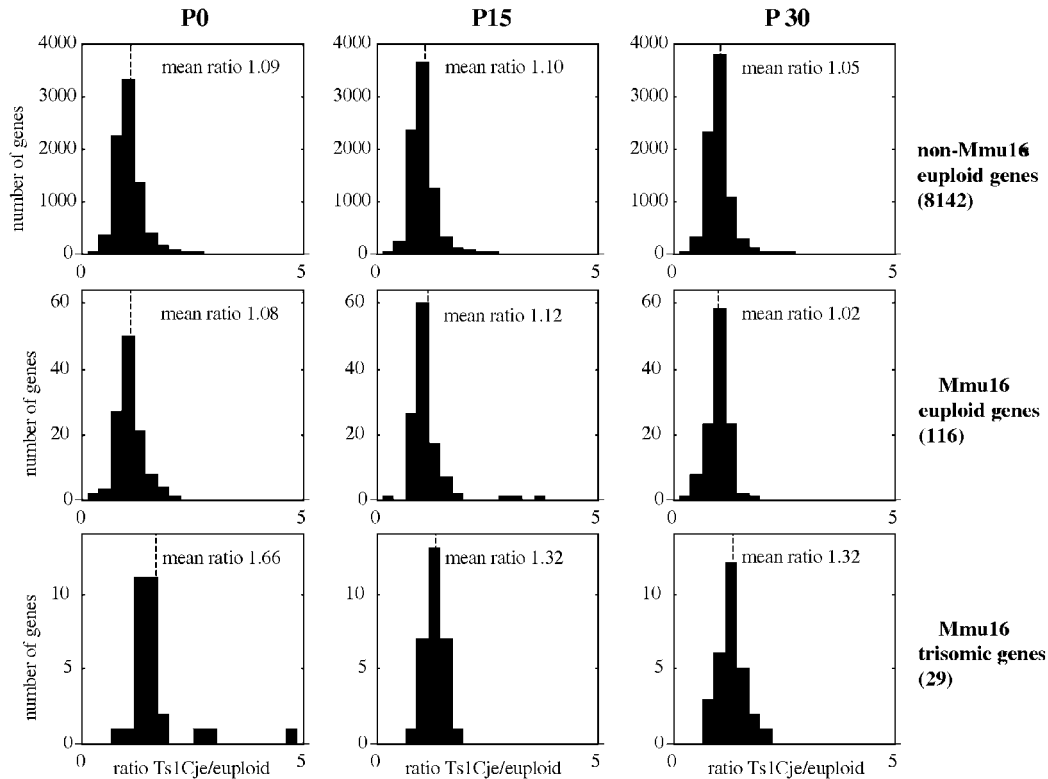 P0 P15 P 30
4000 4000 4000
mean ratio 1.09 mean ratio 1.10 mean ratio 1.05
number of genes
3000 3000 3000
2000 2000 2000
1000 1000 1000
0 0 0
0 5 0 5 0 5
non-Mmu16
euploid genes
(8142)
60 60 60
mean ratio 1.08 mean ratio 1.12 mean ratio 1.02
number of genes
40 40 40
20 20 20
0 0 0
0 5 0 5 0 5
Mmu16
euploid genes
(116)
mean ratio 1.66 mean ratio 1.32 mean ratio 1.32
number of genes
10 10 10
5 5 5
0 0 0
0 5 0 5 0 5
ratio Ts1Cje/euploid ratio Ts1Cje/euploid ratio Ts1Cje/euploid
Mmu16
trisomic genes
(29)